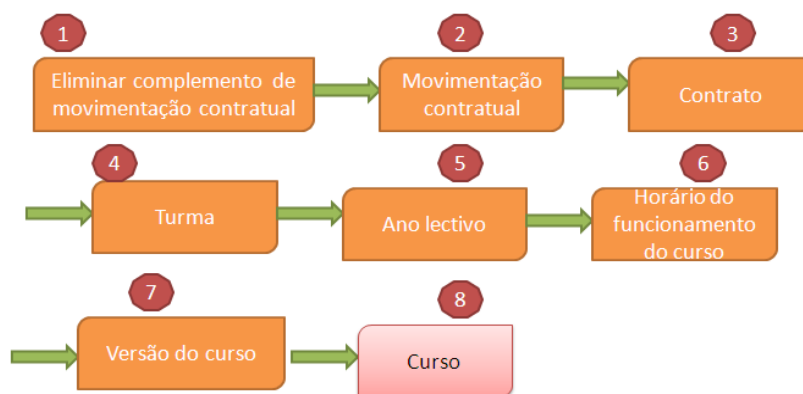 1
2
3
Eliminar complemento de
movimentação contratual
Movimentação
contratual
Contrato
4
5
6
Turma
Ano lectivo
Horário do
funcionamento
do curso
7
8
Versão do curso
Curso